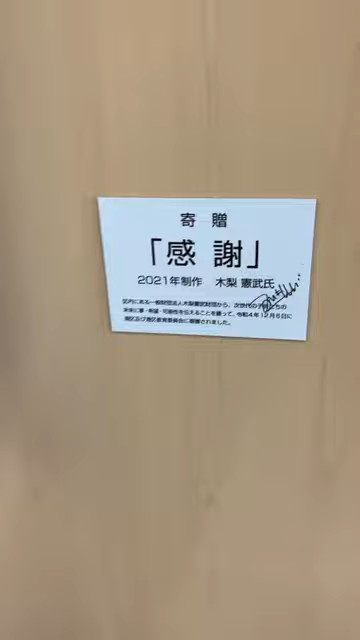 寄 贈
「感 謝」
2021年制作 木梨 憲武氏
区内にある一般財団法人木梨憲武財団から、次世代の子供たちの
未来に夢・希望・可能性を伝えることを願って、令和4年12月6日に
港区及び港区教育委員会に寄贈されました。